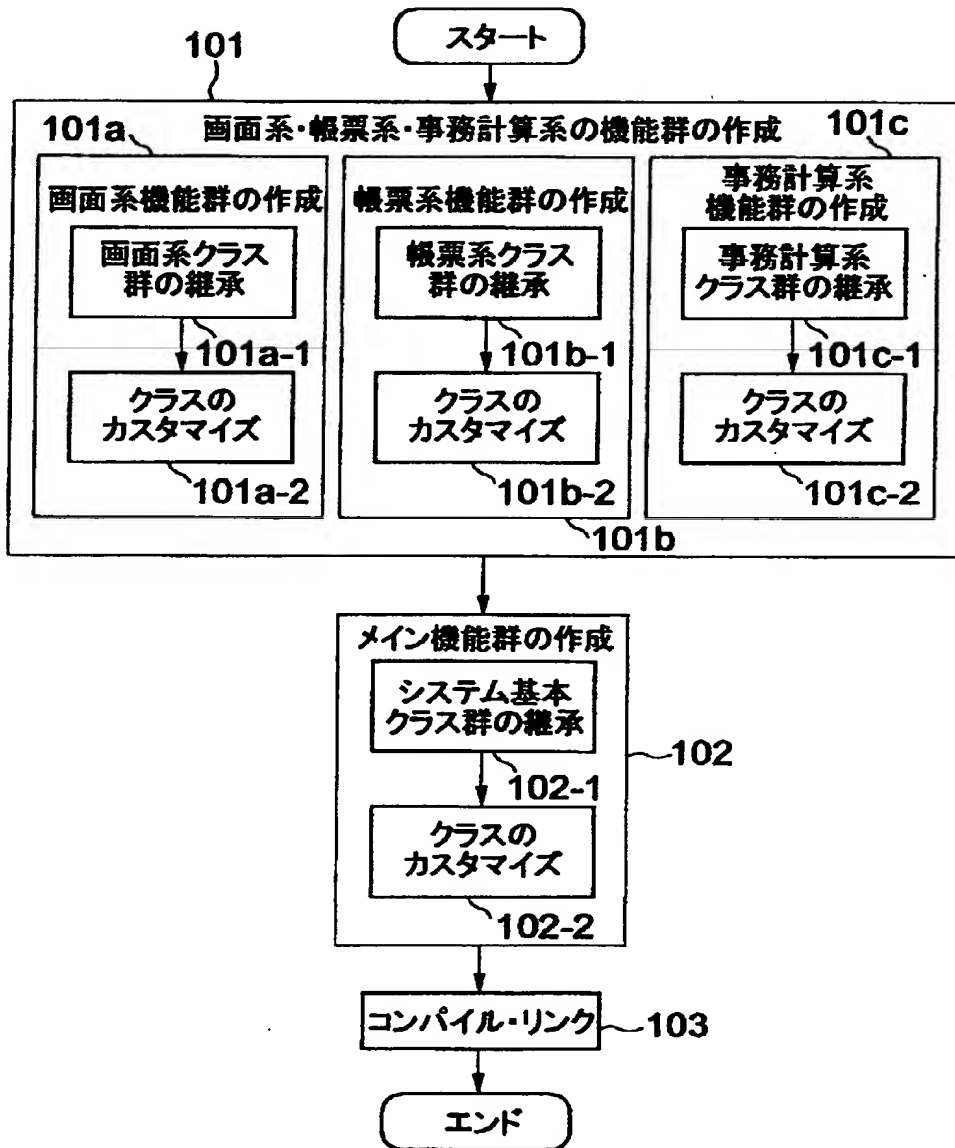 スタート
101
画面系・帳票系・事務計算系の機能群の作成
101a
101c
画面系機能群の作成
帳票系機能群の作成
事務計算系
機能群の作成
画面系クラス
群の継承
帳票系クラス
群の継承
事務計算系
クラス群の継承
101a-1
101b-1
101c-1
クラスの
カスタマイズ
クラスの
カスタマイズ
クラスの
カスタマイズ
101a-2
101b-2
101c-2
101b
メイン機能群の作成
システム基本
クラス群の継承
102
102-1
クラスの
カスタマイズ
102-2
コンパイル・リンク
103
エンド